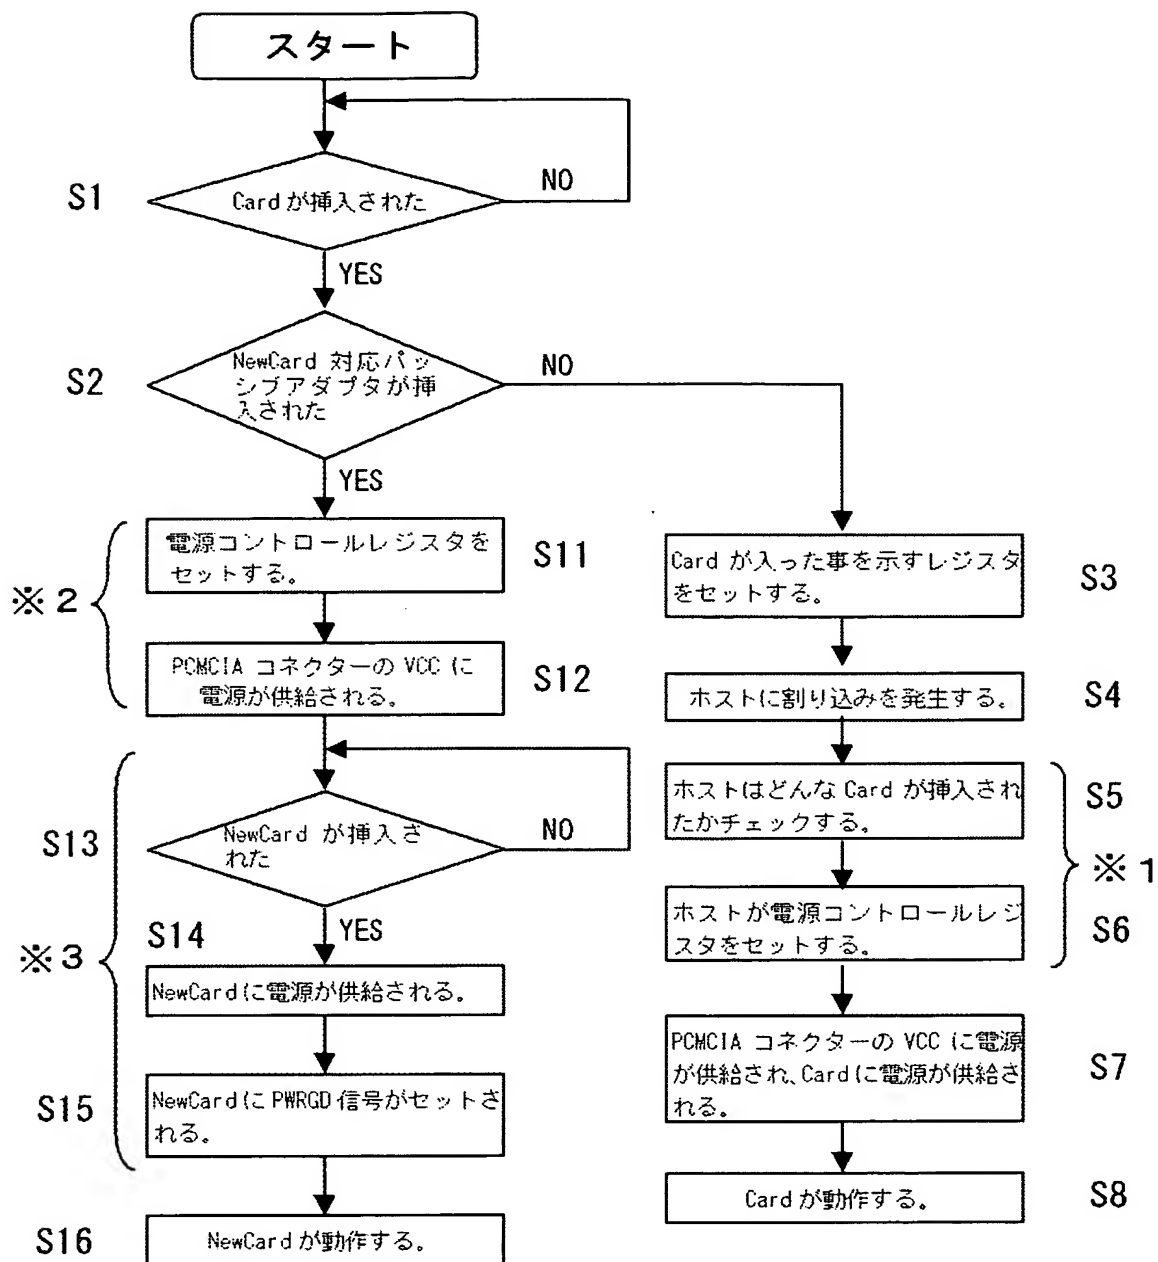 スタート
S1
Card が挿入された
NO
YES
S2
NewCard 対応パッ
シブアダプタが挿
入された
NO
YES
※2
電源コントロールレジスタを
セットする。
S11
PCMCIA コネクターの VCC に
電源が供給される。
S12
※3
S13
NewCard が挿入さ
れた
NO
YES
S14
NewCardに電源が供給される。
S15
NewCardにPWRGD信号がセットさ
れる。
S16
NewCardが動作する。
Card が入った事を示すレジスタ
をセットする。
S3
ホストに割り込みを発生する。
S4
ホストはどんな Card が挿入され
たかチェックする。
S5
※1
ホストが電源コントロールレジ
スタをセットする。
S6
PCMCIA コネクターの VCC に電源
が供給され、Cardに電源が供給さ
れる。
S7
Card が動作する。
S8